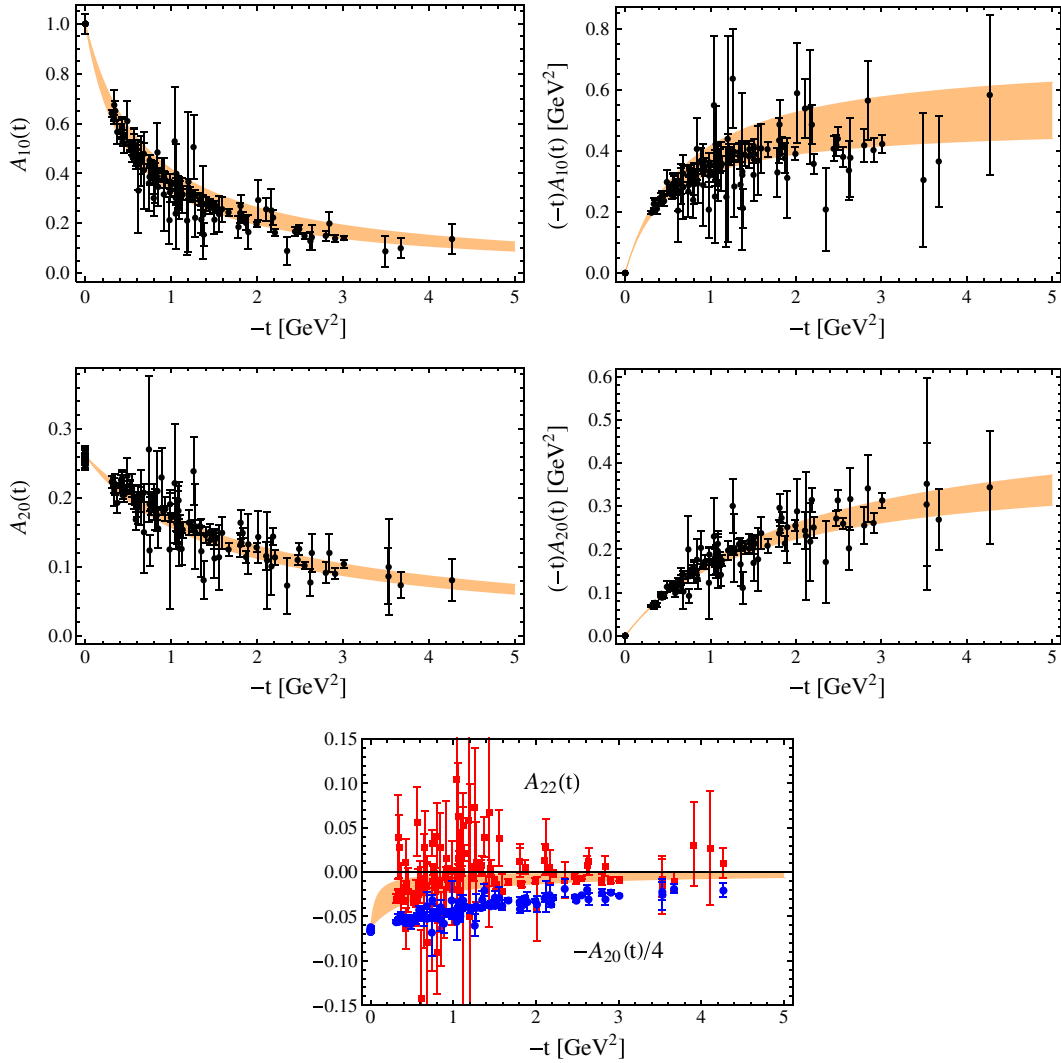 1.0
0.8
0.6
0.4
0.2
0.0
A10(t)
0 1 2 3 4 5
−t [GeV²]
0.8
0.6
0.4
0.2
0.0
(−t)A10(t) [GeV²]
0 1 2 3 4 5
−t [GeV²]
0.3
0.2
0.1
0.0
A20(t)
0 1 2 3 4 5
−t [GeV²]
0.6
0.5
0.4
0.3
0.2
0.1
0.0
(−t)A20(t) [GeV²]
0 1 2 3 4 5
−t [GeV²]
0.15
0.10
0.05
0.00
−0.05
−0.10
−0.15
A22(t)
−A20(t)/4
0 1 2 3 4 5
−t [GeV²]